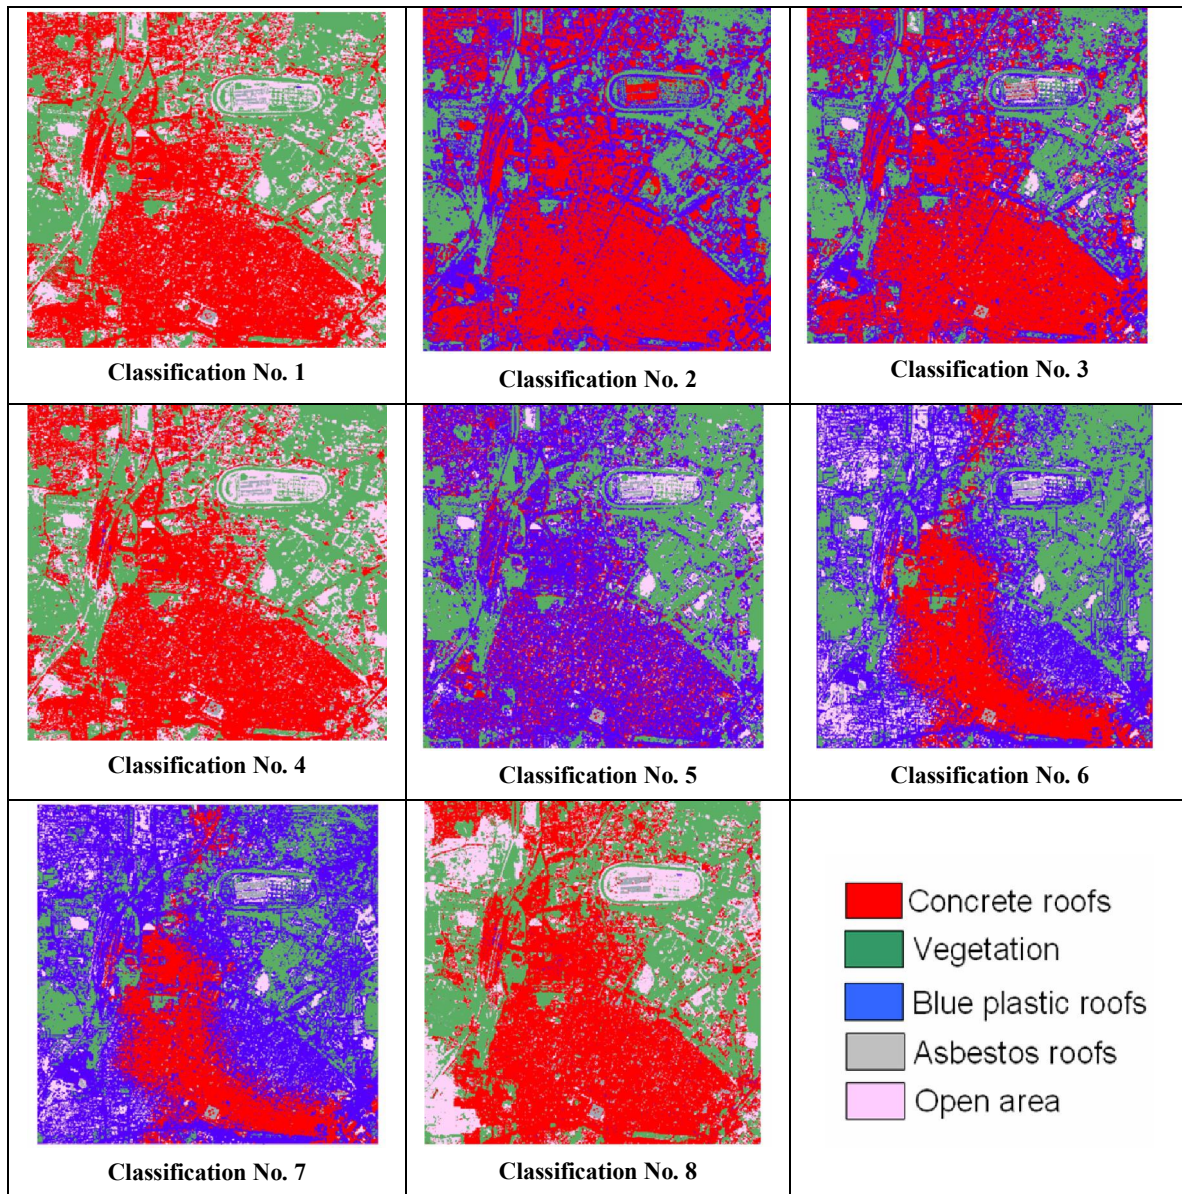 Classification No. 1
Classification No. 2
Classification No. 3
Classification No. 4
Classification No. 5
Classification No. 6
Classification No. 7
Classification No. 8
Concrete roofs
Vegetation
Blue plastic roofs
Asbestos roofs
Open area